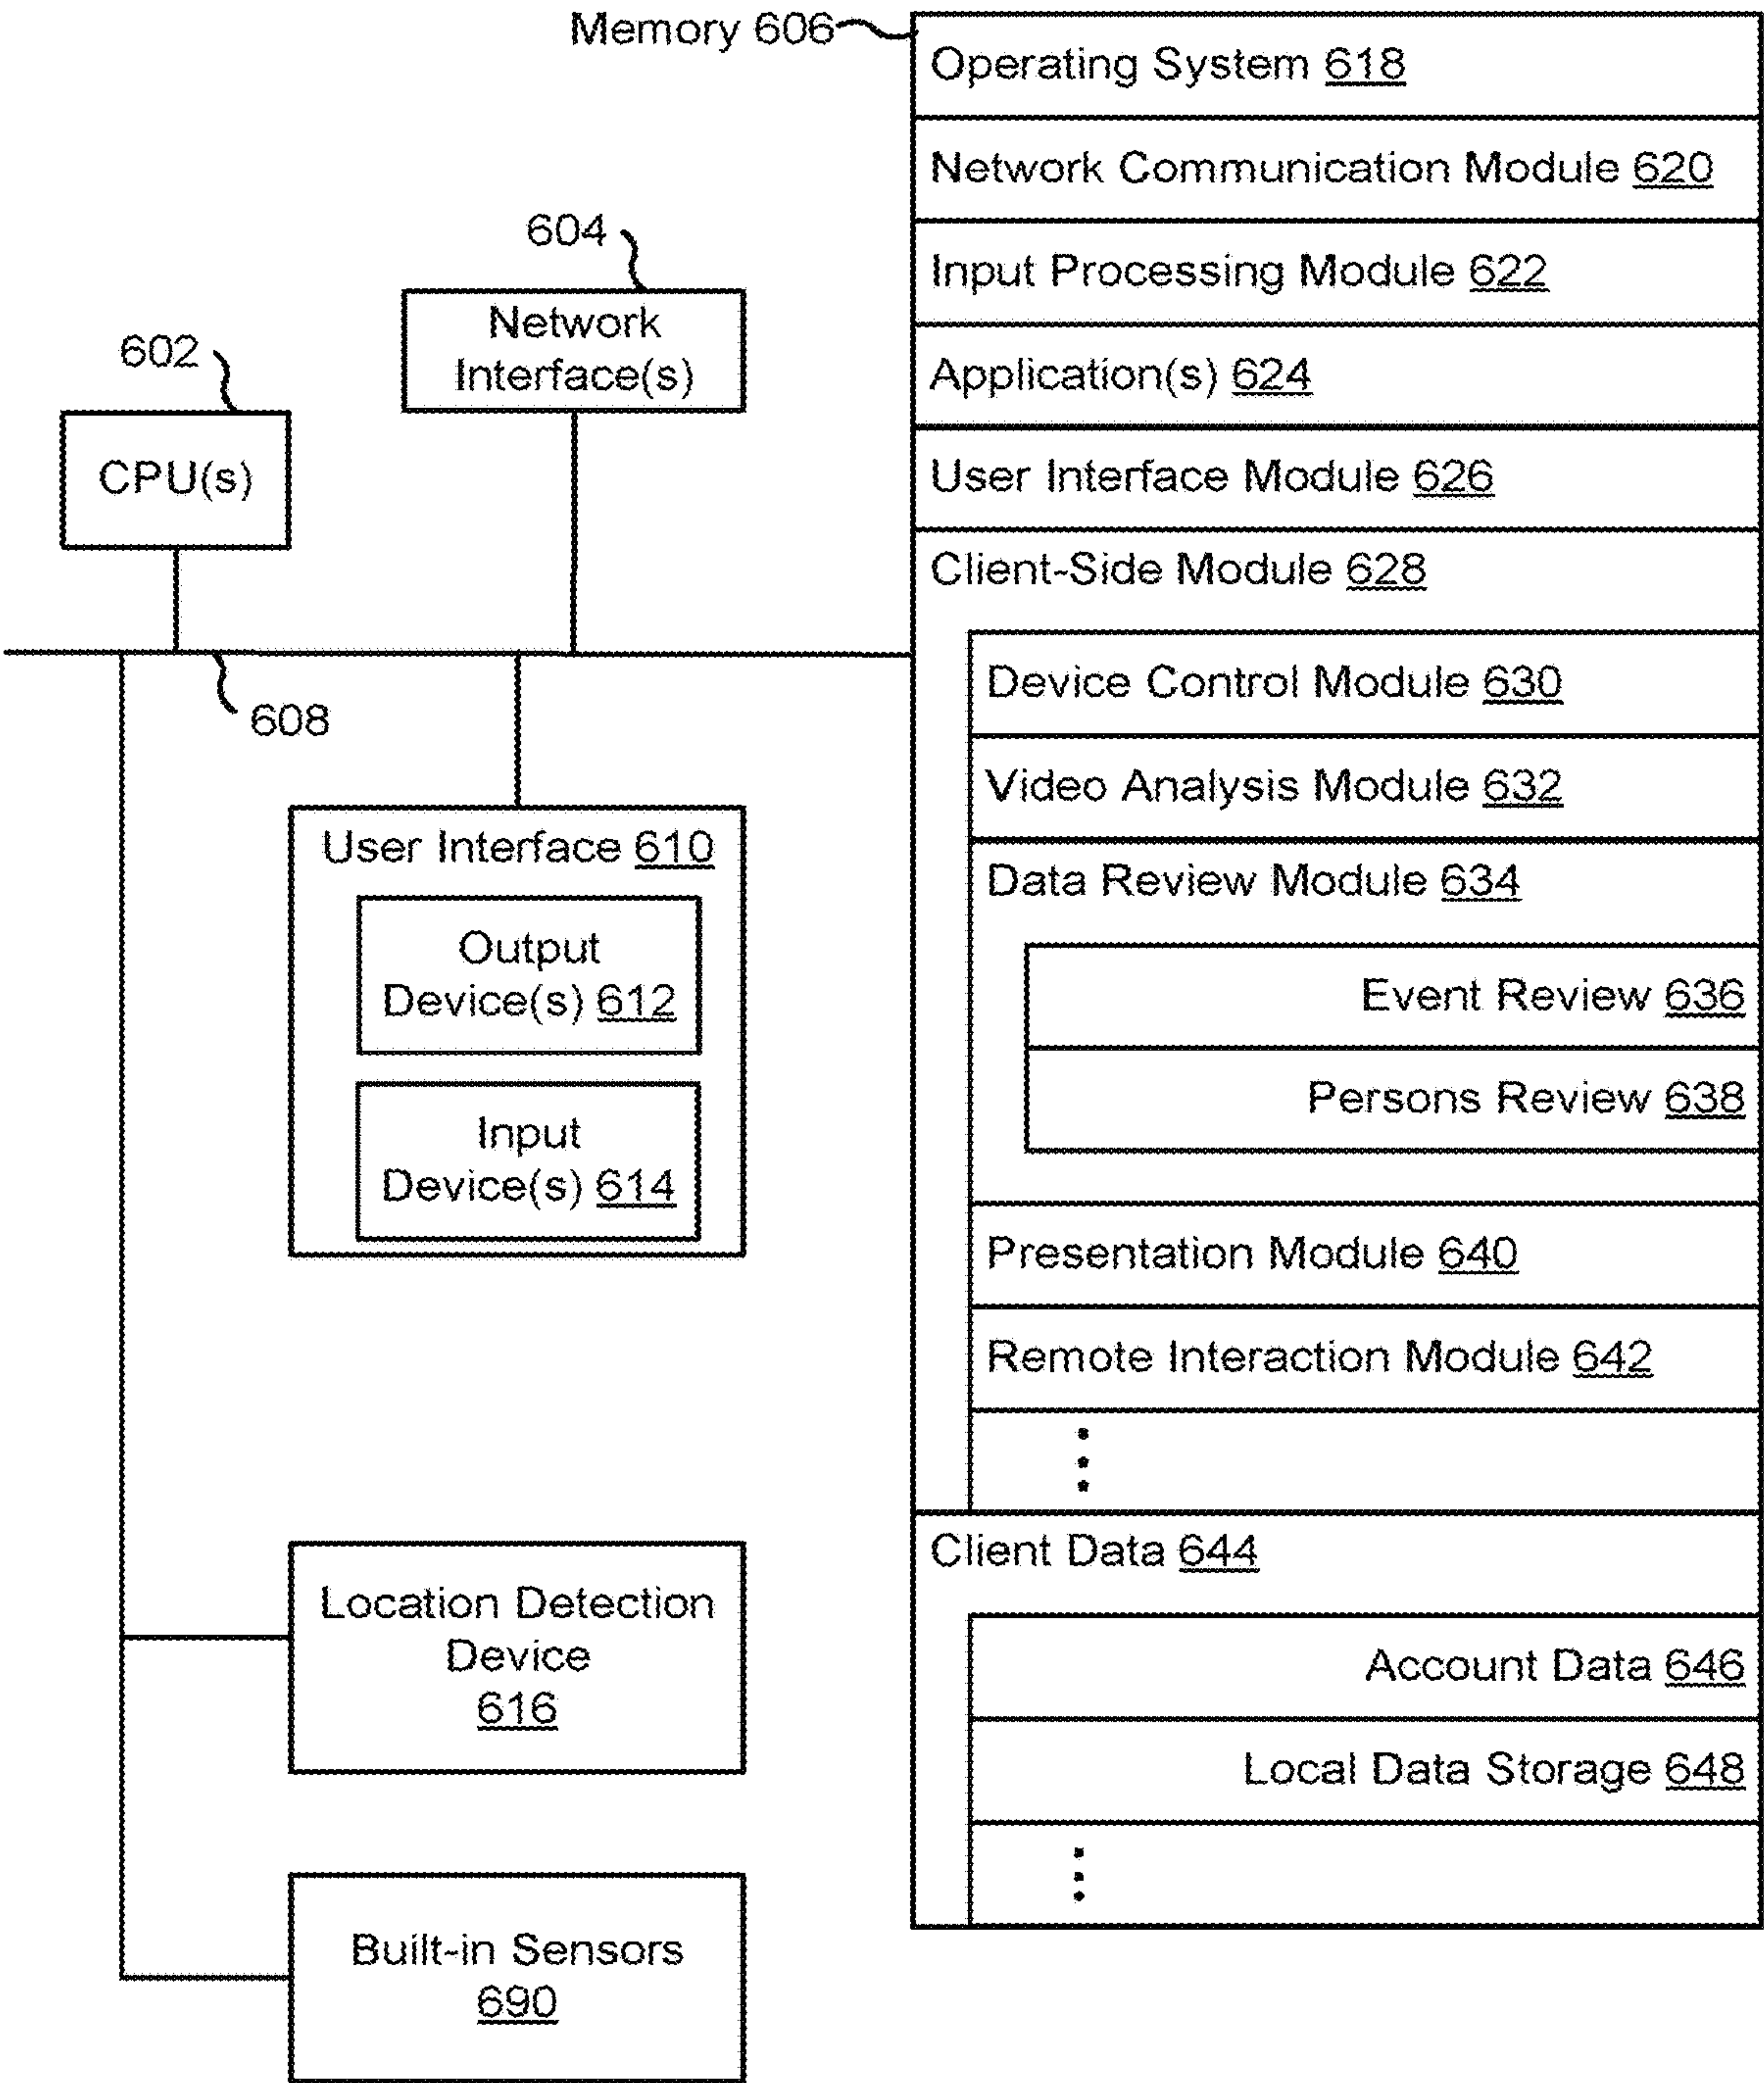 Memory 606
Operating System 618
Network Communication Module 620
Input Processing Module 622
Application(s) 624
User Interface Module 626
Client-Side Module 628
Device Control Module 630
Video Analysis Module 632
Data Review Module 634
Event Review 636
Persons Review 638
Presentation Module 640
Remote Interaction Module 642
Client Data 644
Account Data 646
Local Data Storage 648
604
Network
Interface(s)
602
CPU(s)
608
User Interface 610
Output
Device(s) 612
Input
Device(s) 614
Location Detection
Device
616
Built-in Sensors
690